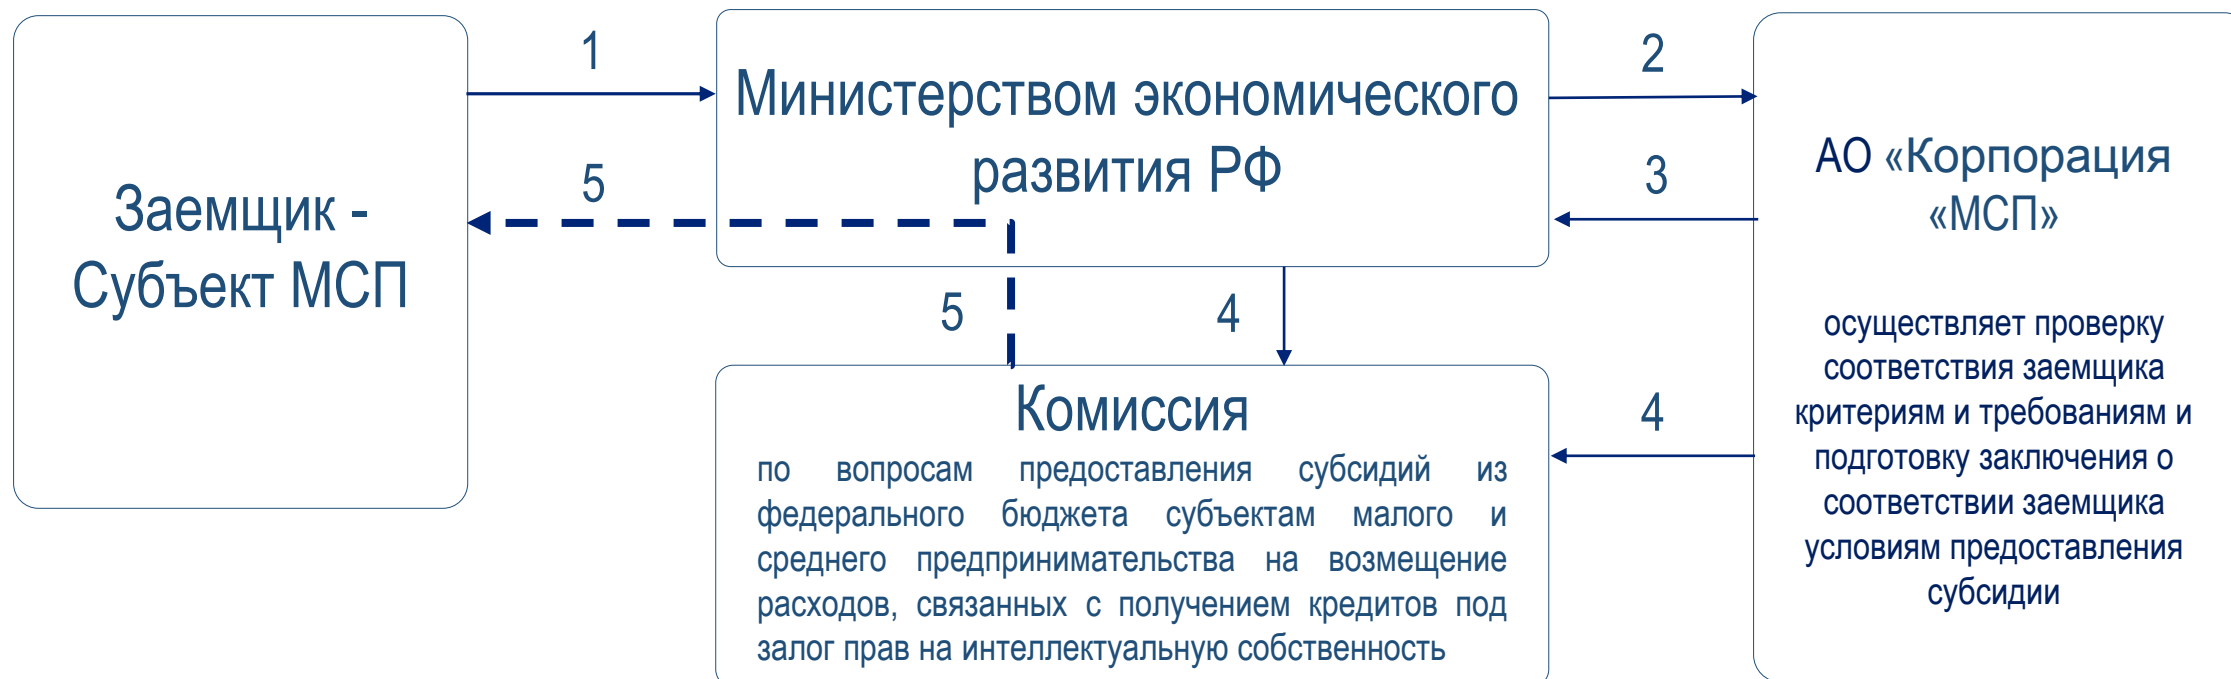 Заемщик -
Субъект МСП
1
5
Министерством экономического
развития РФ
2
3
5
4
4
Комиссия
по вопросам предоставления субсидий из
федерального бюджета субъектам малого и
среднего предпринимательства на возмещение
расходов, связанных с получением кредитов под
залог прав на интеллектуальную собственность
АО «Корпорация
«МСП»
осуществляет проверку
соответствия заемщика
критериям и требованиям и
подготовку заключения о
соответствии заемщика
условиям предоставления
субсидии